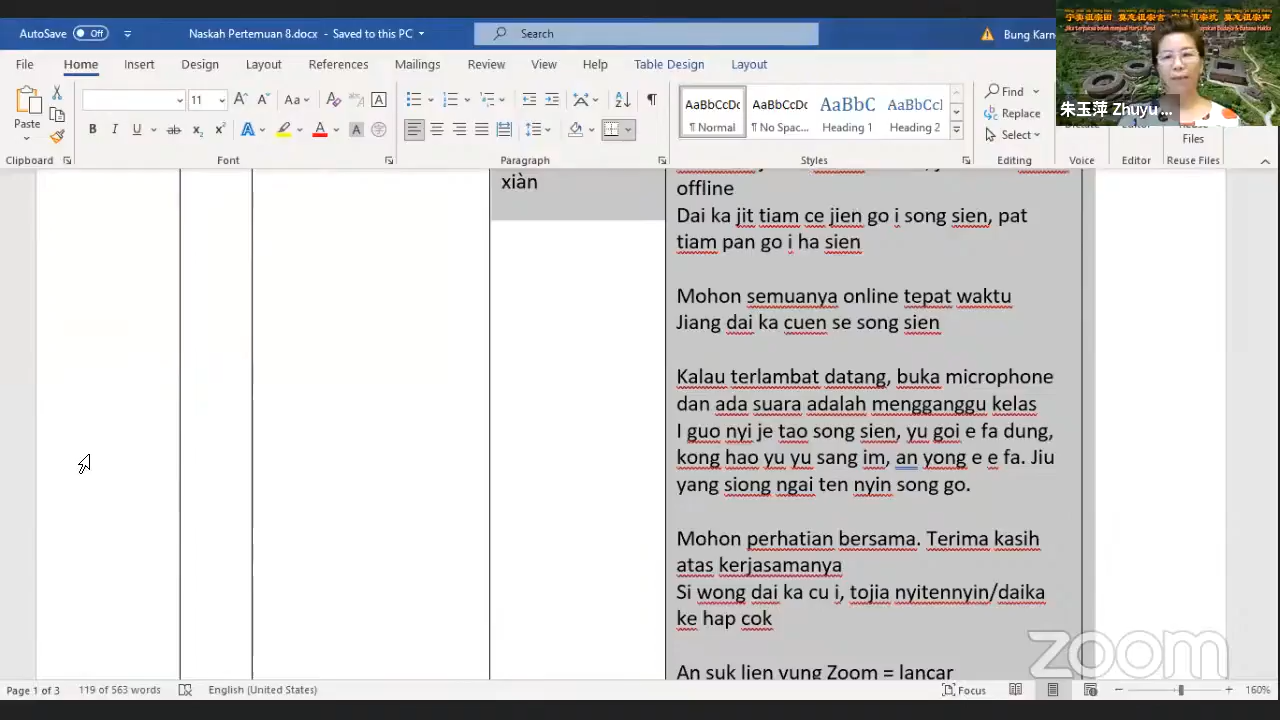 AutoSave Off Naskah Pertemuan 8.docx - Saved to this PC Search Bung Karn
File Home Insert Design Layout References Mailings Review View Help Table Design Layout
Paste
11
Aa
B I U ab
AaBbCcDc AaBbCcDc AaBbC AaBbCcl
¶ Normal ¶ No Spac... Heading 1 Heading 2
Find
Replace
Select
Reuse
Files
Clipboard Font Paragraph Styles Editing Voice Editor Reuse Files
朱玉萍 Zhuyu ...
xiàn
offline
Dai ka jit tiam ce jien go i song sien, pat
tiam pan go i ha sien
Mohon semuanya online tepat waktu
Jiang dai ka cuen se song sien
Kalau terlambat datang, buka microphone
dan ada suara adalah mengganggu kelas
I guo nyi je tao song sien, yu goi e fa dung,
kong hao yu yu sang im, an yong e e fa. Jiu
yang siong ngai ten nyin song go.
Mohon perhatian bersama. Terima kasih
atas kerjasamanya
Si wong dai ka cu i, tojia nyitennyin/daika
ke hap cok
An suk lien yung Zoom = lancar
zoom
Page 1 of 3 119 of 563 words English (United States) Focus 160%